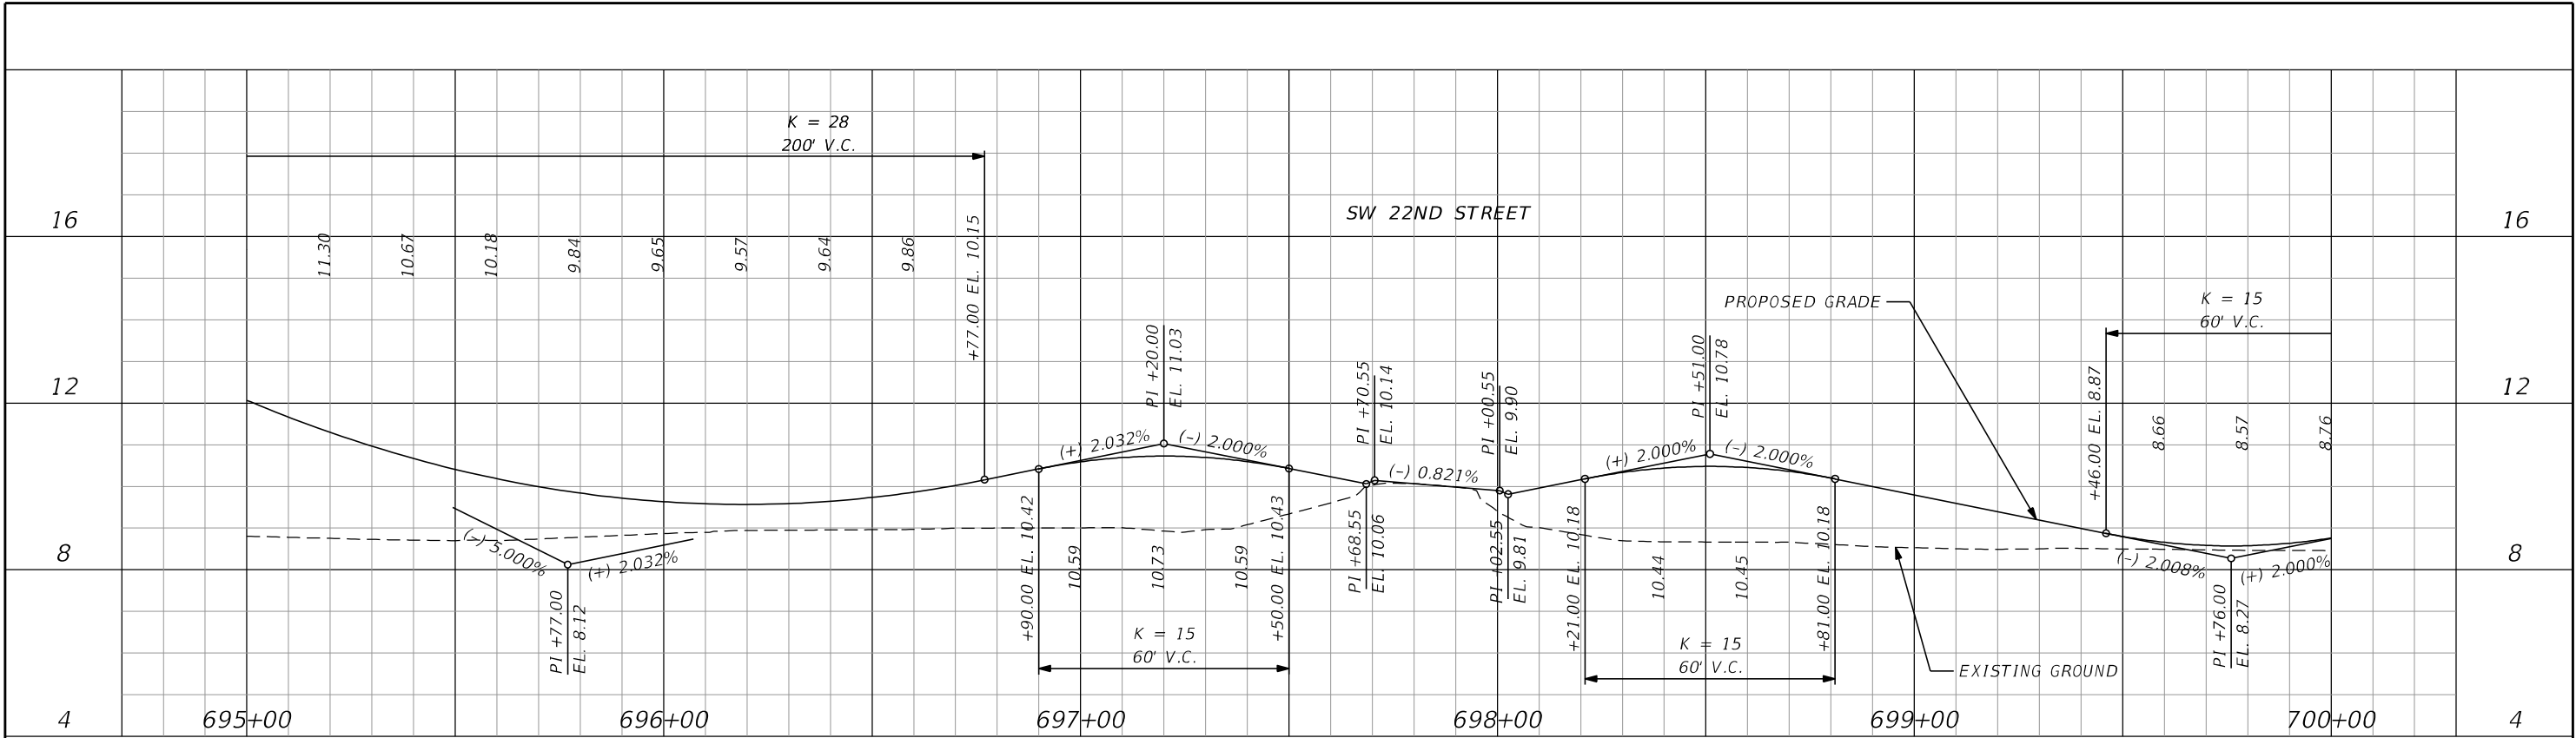 K = 28
200' V.C.
SW 22ND STREET
16
16
11.30
10.67
10.18
9.84
9.65
9.57
9.64
9.86
+77.00 EL. 10.15
PROPOSED GRADE
K = 15
60' V.C.
12
12
PI +20.00
EL. 11.03
PI +70.55
EL. 10.14
PI +00.55
EL. 9.90
PI +51.00
EL. 10.78
+46.00 EL. 8.87
8.66
8.57
8.76
(+) 2.032%
(-) 2.000%
(-) 0.821%
(+) 2.000%
(-) 2.000%
8
8
(-) 5.000%
(+) 2.032%
PI +77.00
EL. 8.12
+90.00 EL. 10.42
10.59
10.73
10.59
+50.00 EL. 10.43
PI +68.55
EL. 10.06
PI +02.55
EL. 9.81
+21.00 EL. 10.18
10.44
10.45
+81.00 EL. 10.18
(-) 2.008%
(+) 2.000%
PI +76.00
EL. 8.27
K = 15
60' V.C.
K = 15
60' V.C.
EXISTING GROUND
4
695+00
696+00
697+00
698+00
699+00
700+00
4